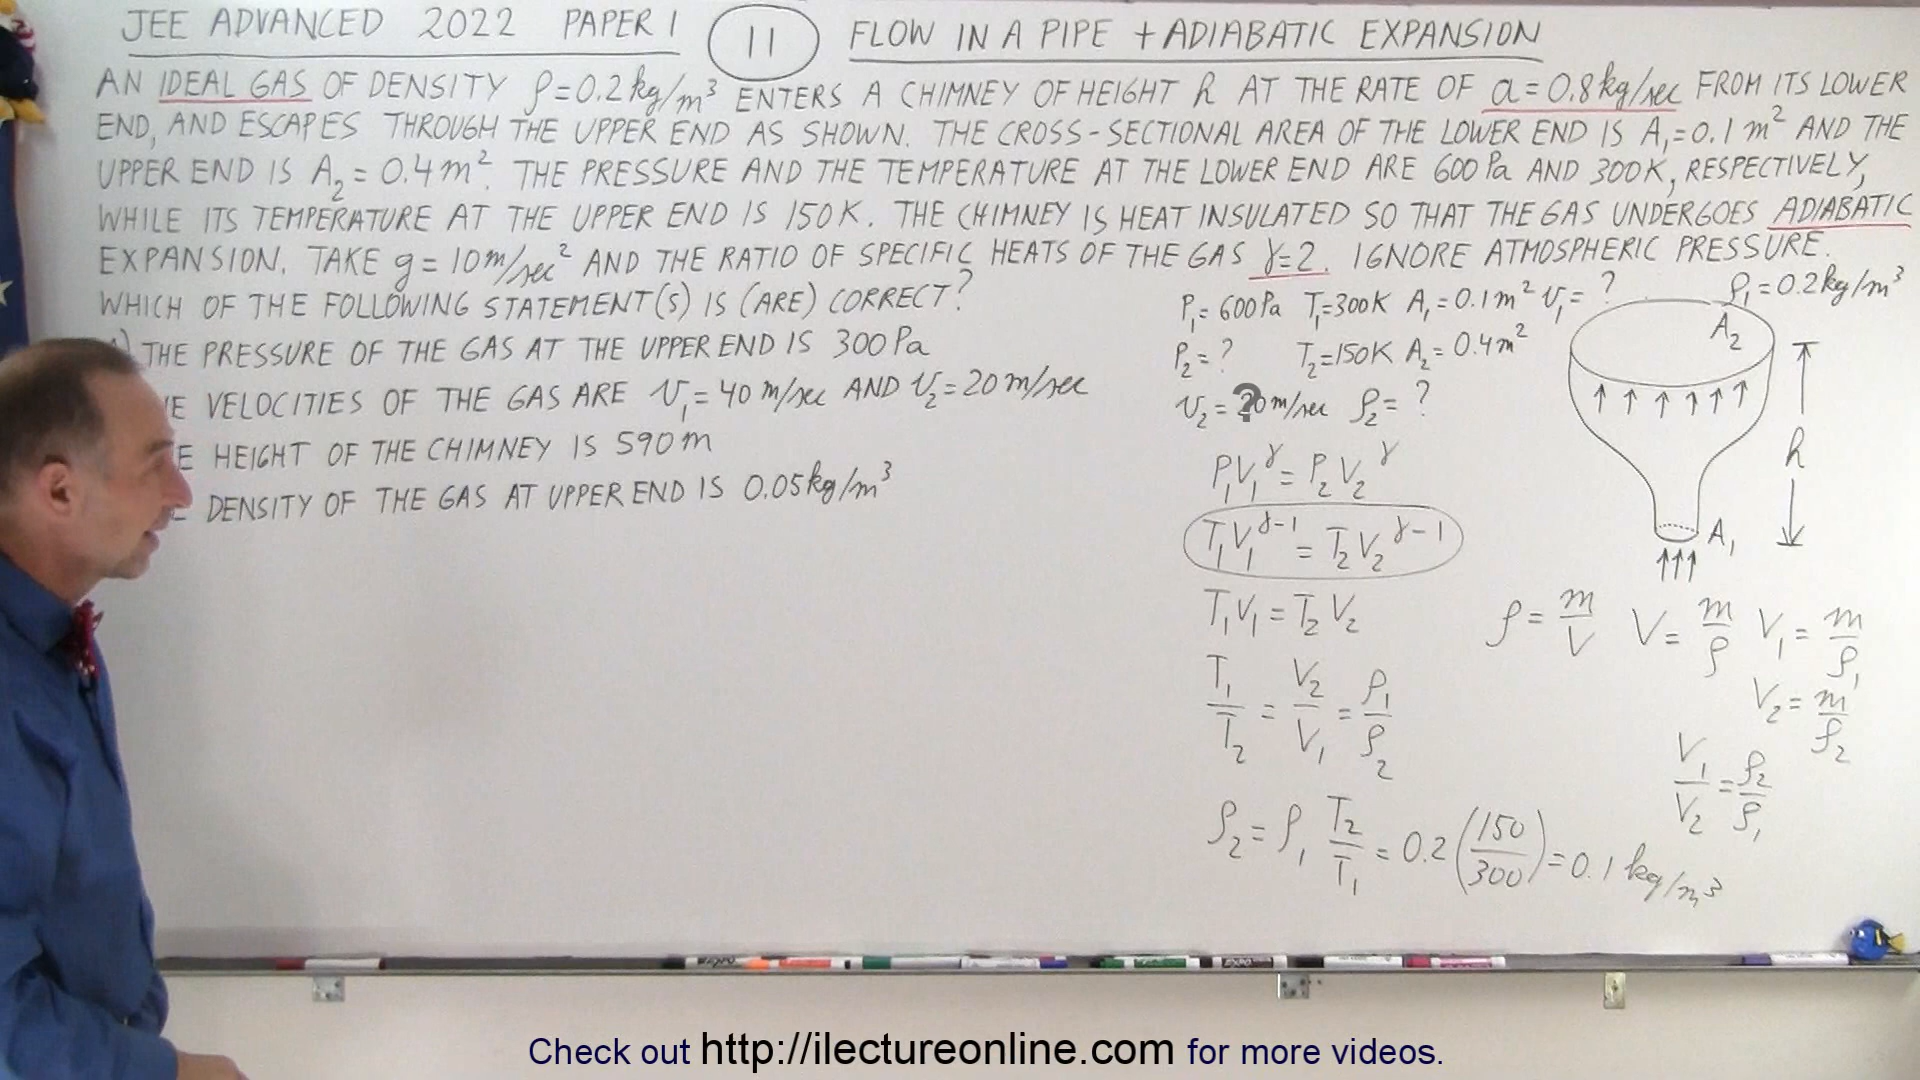 JEE ADVANCED 2022 PAPER 1 11 FLOW IN A PIPE + ADIABATIC EXPANSION
AN IDEAL GAS OF DENSITY ρ=0.2 kg/m³ ENTERS A CHIMNEY OF HEIGHT h AT THE RATE OF a=0.8 kg/sec FROM ITS LOWER
END, AND ESCAPES THROUGH THE UPPER END AS SHOWN. THE CROSS-SECTIONAL AREA OF THE LOWER END IS A₁=0.1 m² AND THE
UPPER END IS A₂=0.4 m². THE PRESSURE AND THE TEMPERATURE AT THE LOWER END ARE 600 Pa AND 300K, RESPECTIVELY,
WHILE ITS TEMPERATURE AT THE UPPER END IS 150K. THE CHIMNEY IS HEAT INSULATED SO THAT THE GAS UNDERGOES ADIABATIC
EXPANSION. TAKE g=10 m/sec² AND THE RATIO OF SPECIFIC HEATS OF THE GAS γ=2. IGNORE ATMOSPHERIC PRESSURE.
WHICH OF THE FOLLOWING STATEMENT(S) IS (ARE) CORRECT?
) THE PRESSURE OF THE GAS AT THE UPPER END IS 300 Pa
VELOCITIES OF THE GAS ARE v₁=40 m/sec AND v₂=20 m/sec
HEIGHT OF THE CHIMNEY IS 590 m
DENSITY OF THE GAS AT UPPER END IS 0.05 kg/m³
P₁=600 Pa T₁=300K A₁=0.1 m² v₁=? ρ₁=0.2 kg/m³
P₂=? T₂=150K A₂=0.4 m²
v₂=?0 m/sec ρ₂=?
A₂
h
A₁
P₁V₁^γ = P₂V₂^γ
T₁V₁^γ-1 = T₂V₂^γ-1
T₁V₁ = T₂V₂
T₁/T₂ = V₂/V₁ = ρ₁/ρ₂
ρ₂ = ρ₁ T₂/T₁ = 0.2 (150/300) = 0.1 kg/m³
ρ = m/V V = m/ρ V₁ = m/ρ₁
V₂ = m/ρ₂
V₁/V₂ = ρ₂/ρ₁
Check out http://ilectureonline.com for more videos.